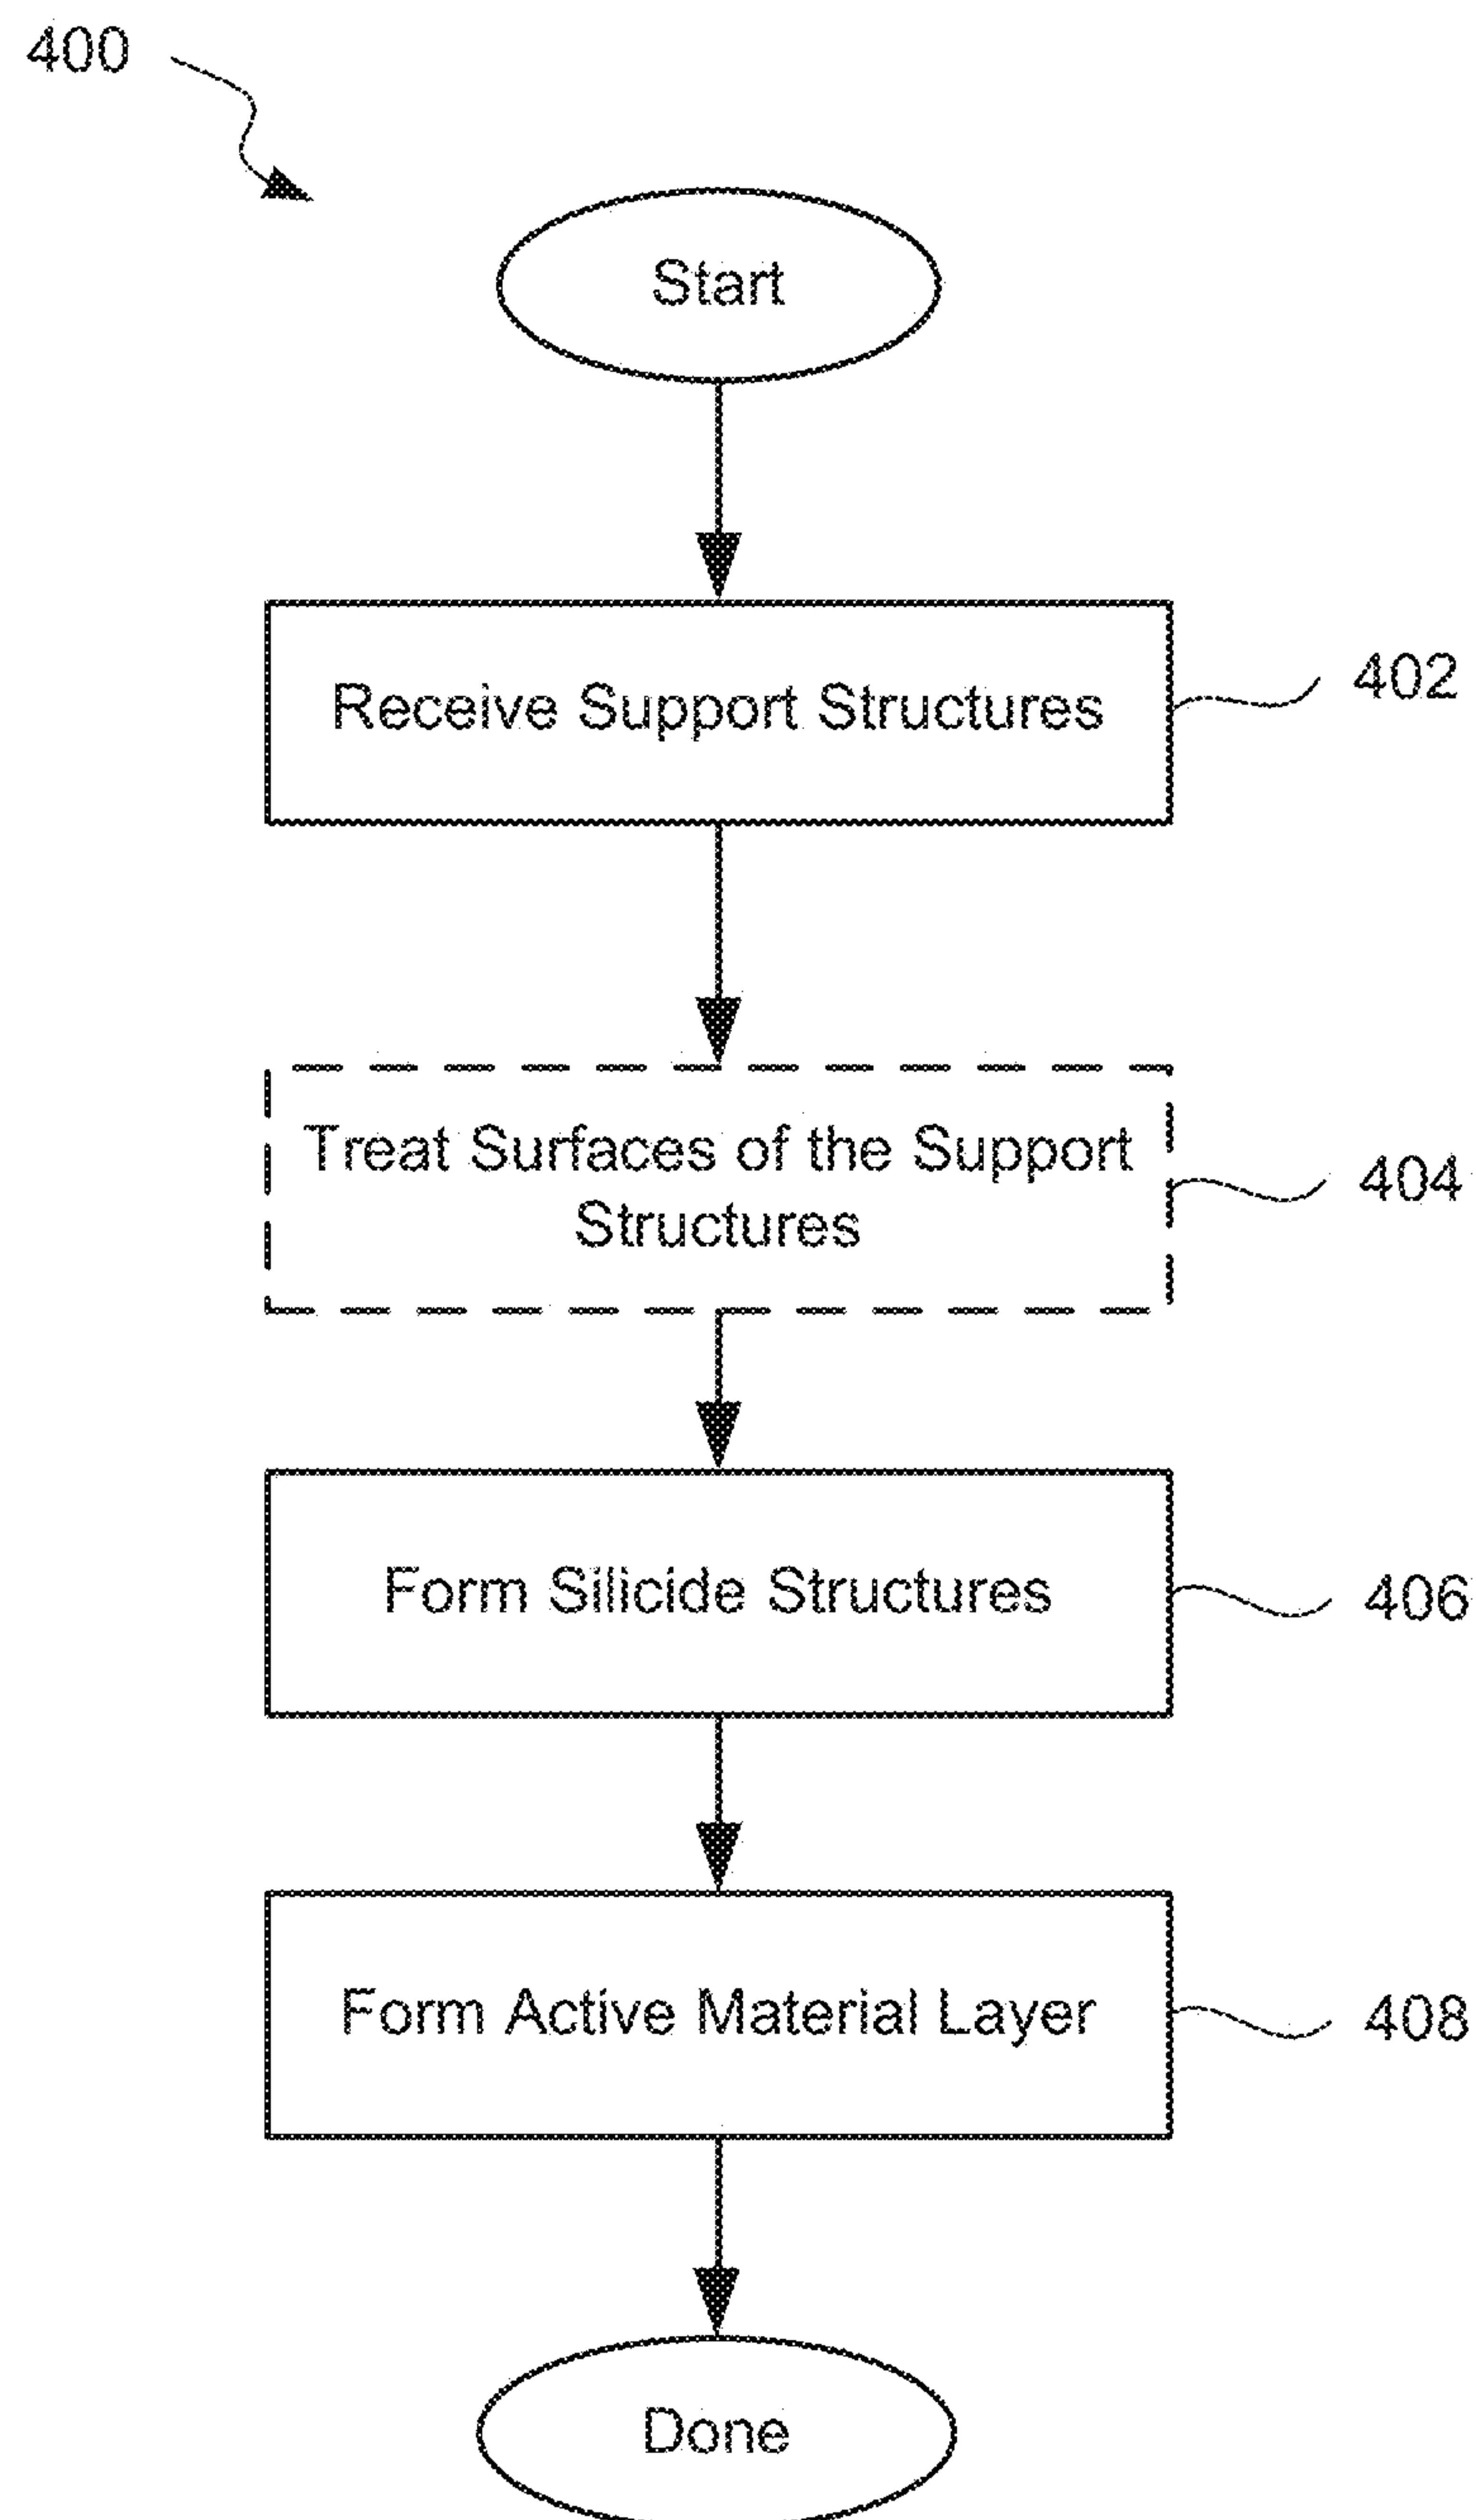 400
Start
Receive Support Structures
402
Treat Surfaces of the Support
Structures
404
Form Silicide Structures
406
Form Active Material Layer
408
Done